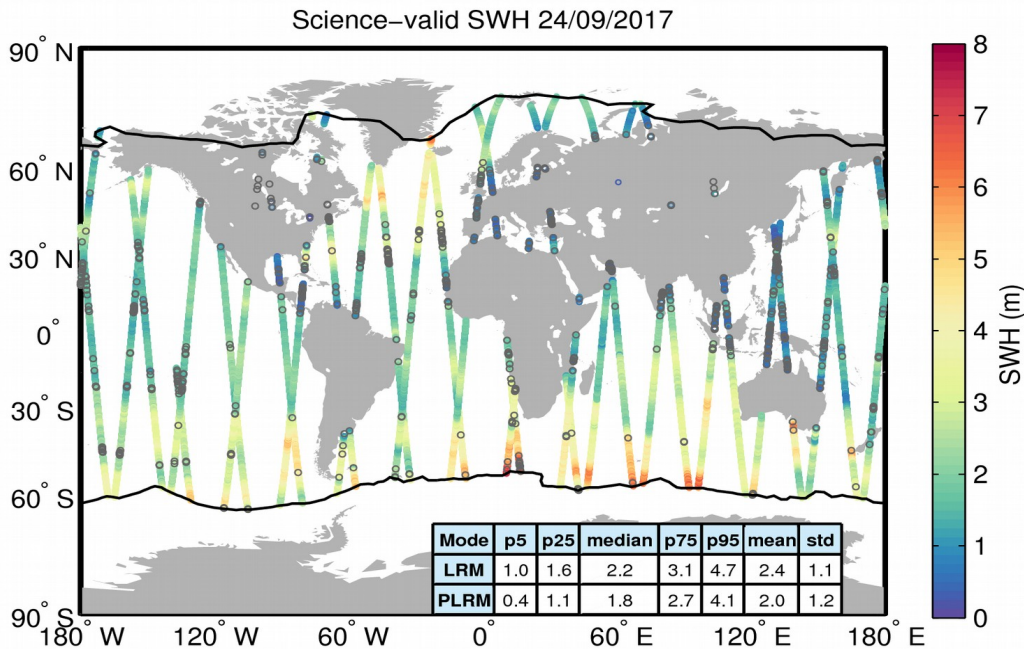 Science−valid SWH 24/09/2017
90° N
60° N
30° N
0°
30° S
60° S
90° S
180° W
120° W
60° W
0°
60° E
120° E
180° E
Mode p5 p25 median p75 p95 mean std
LRM 1.0 1.6 2.2 3.1 4.7 2.4 1.1
PLRM 0.4 1.1 1.8 2.7 4.1 2.0 1.2
8
7
6
5
4
3
2
1
0
SWH (m)